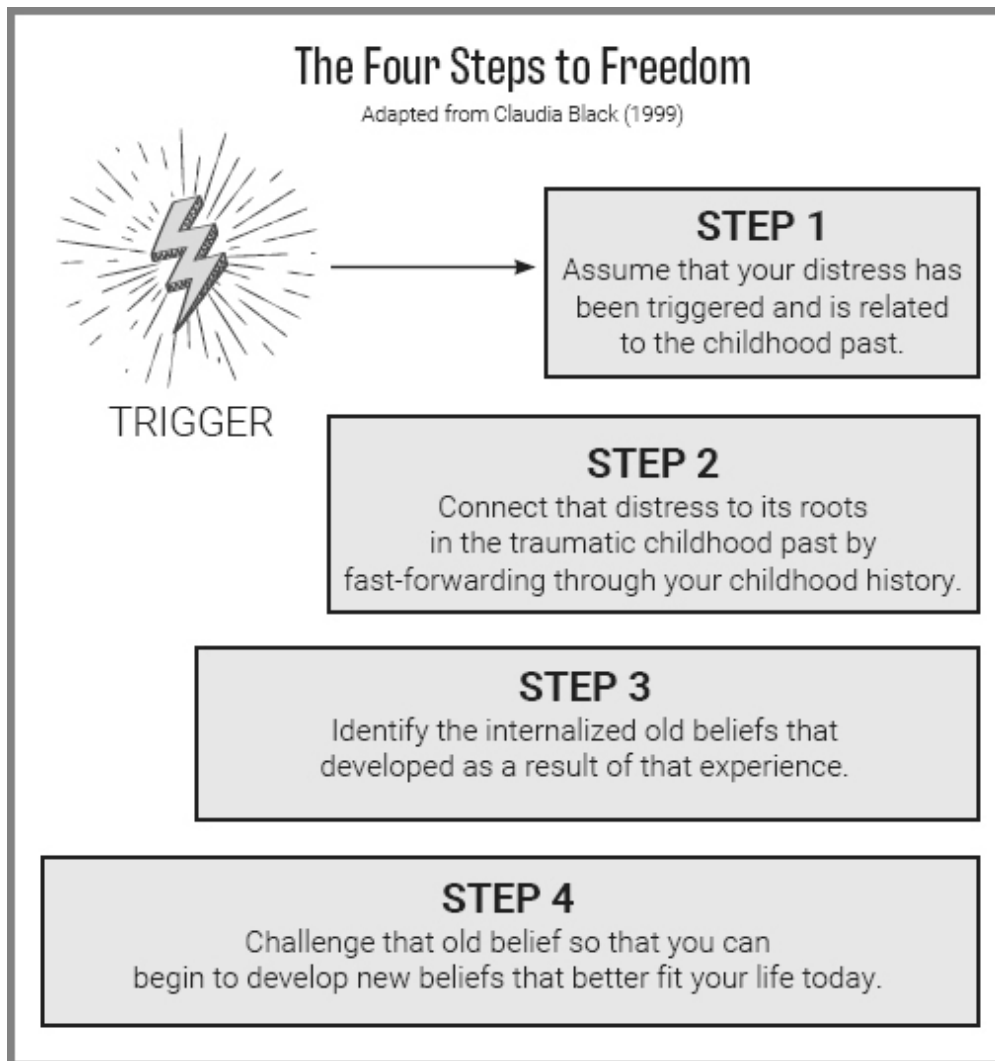 The Four Steps to Freedom
Adapted from Claudia Black (1999)
TRIGGER
STEP 1
Assume that your distress has
been triggered and is related
to the childhood past.
STEP 2
Connect that distress to its roots
in the traumatic childhood past by
fast-forwarding through your childhood history.
STEP 3
Identify the internalized old beliefs that
developed as a result of that experience.
STEP 4
Challenge that old belief so that you can
begin to develop new beliefs that better fit your life today.